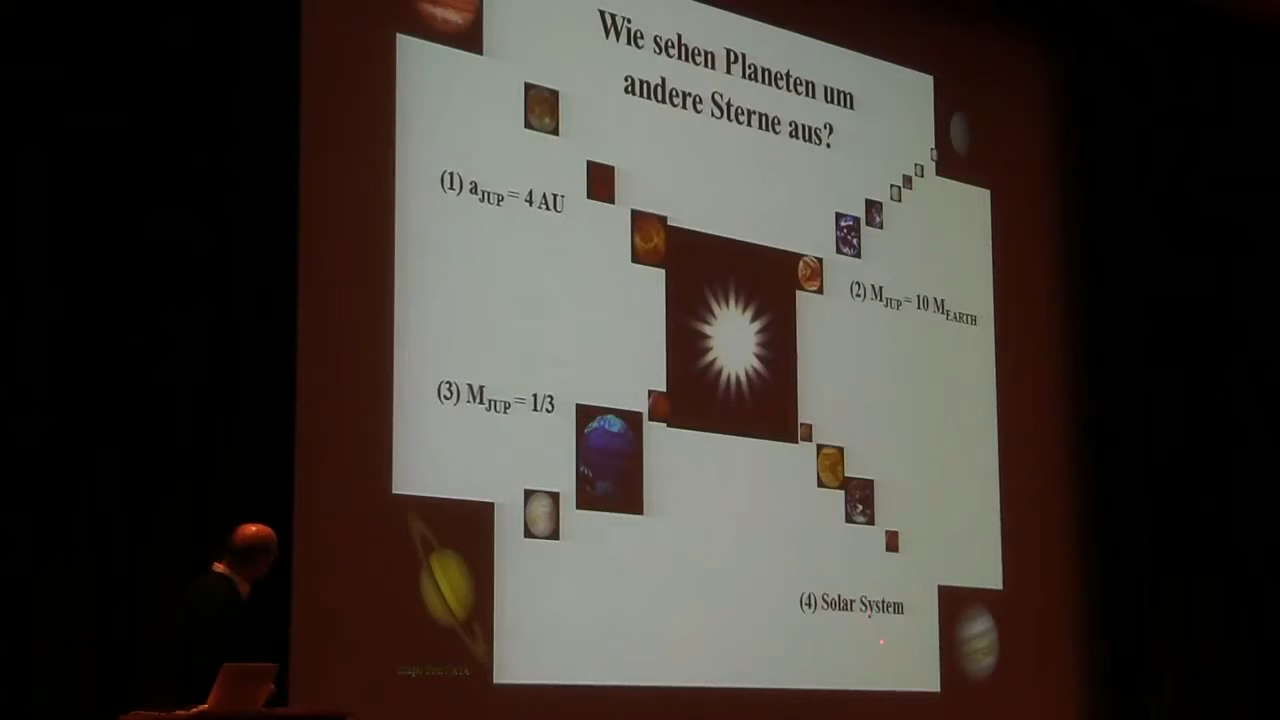 Wie sehen Planeten um
andere Sterne aus?
(1) aJUP = 4 AU
(2) MJUP = 10 MEARTH
(3) MJUP = 1/3
(4) Solar System